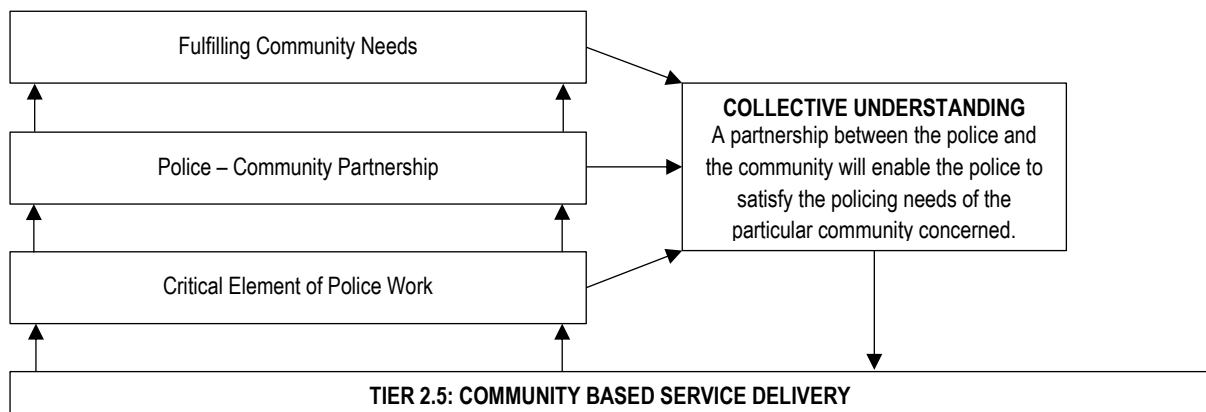 Fulfilling Community Needs
COLLECTIVE UNDERSTANDING
A partnership between the police and
the community will enable the police to
satisfy the policing needs of the
particular community concerned.
Police – Community Partnership
Critical Element of Police Work
TIER 2.5: COMMUNITY BASED SERVICE DELIVERY